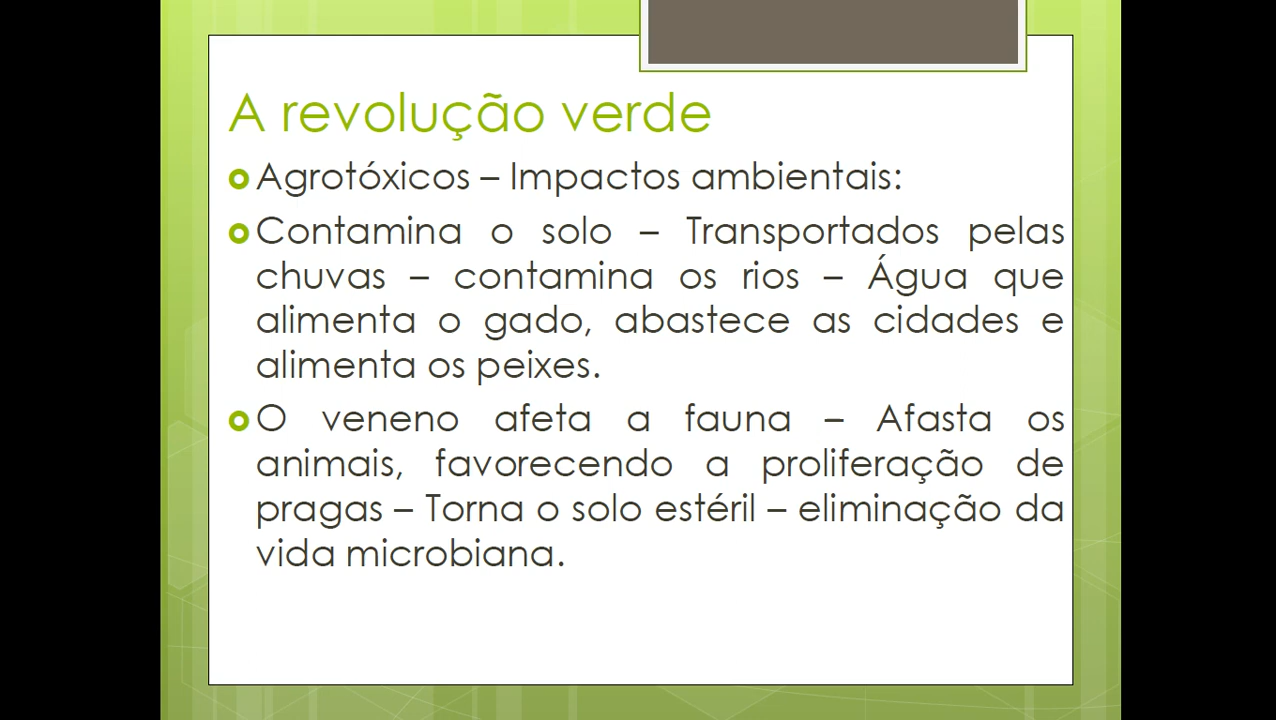 A revolução verde
Agrotóxicos – Impactos ambientais:
Contamina o solo – Transportados pelas
chuvas – contamina os rios – Água que
alimenta o gado, abastece as cidades e
alimenta os peixes.
O veneno afeta a fauna – Afasta os
animais, favorecendo a proliferação de
pragas – Torna o solo estéril – eliminação da
vida microbiana.